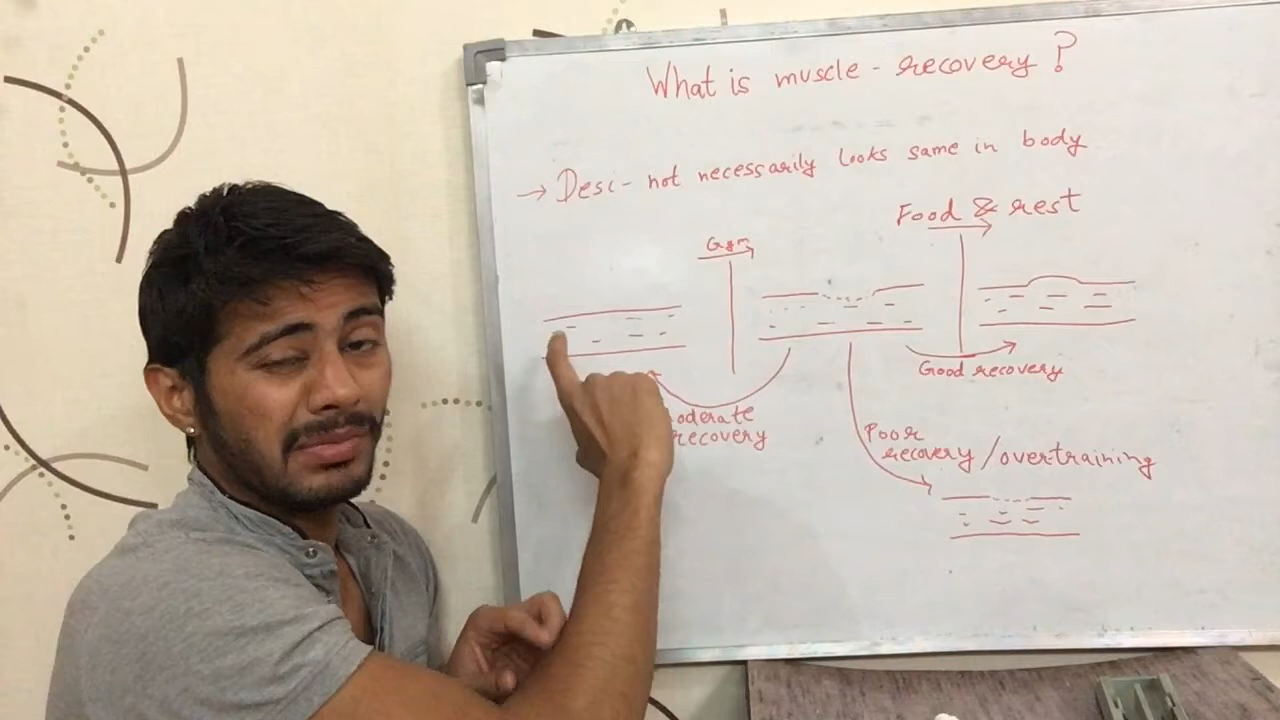 What is muscle - recovery?
→ Desi - not necessarily looks same in body
Food & rest
Gym
Good recovery
oderate
recovery
Poor
recovery/overtraining